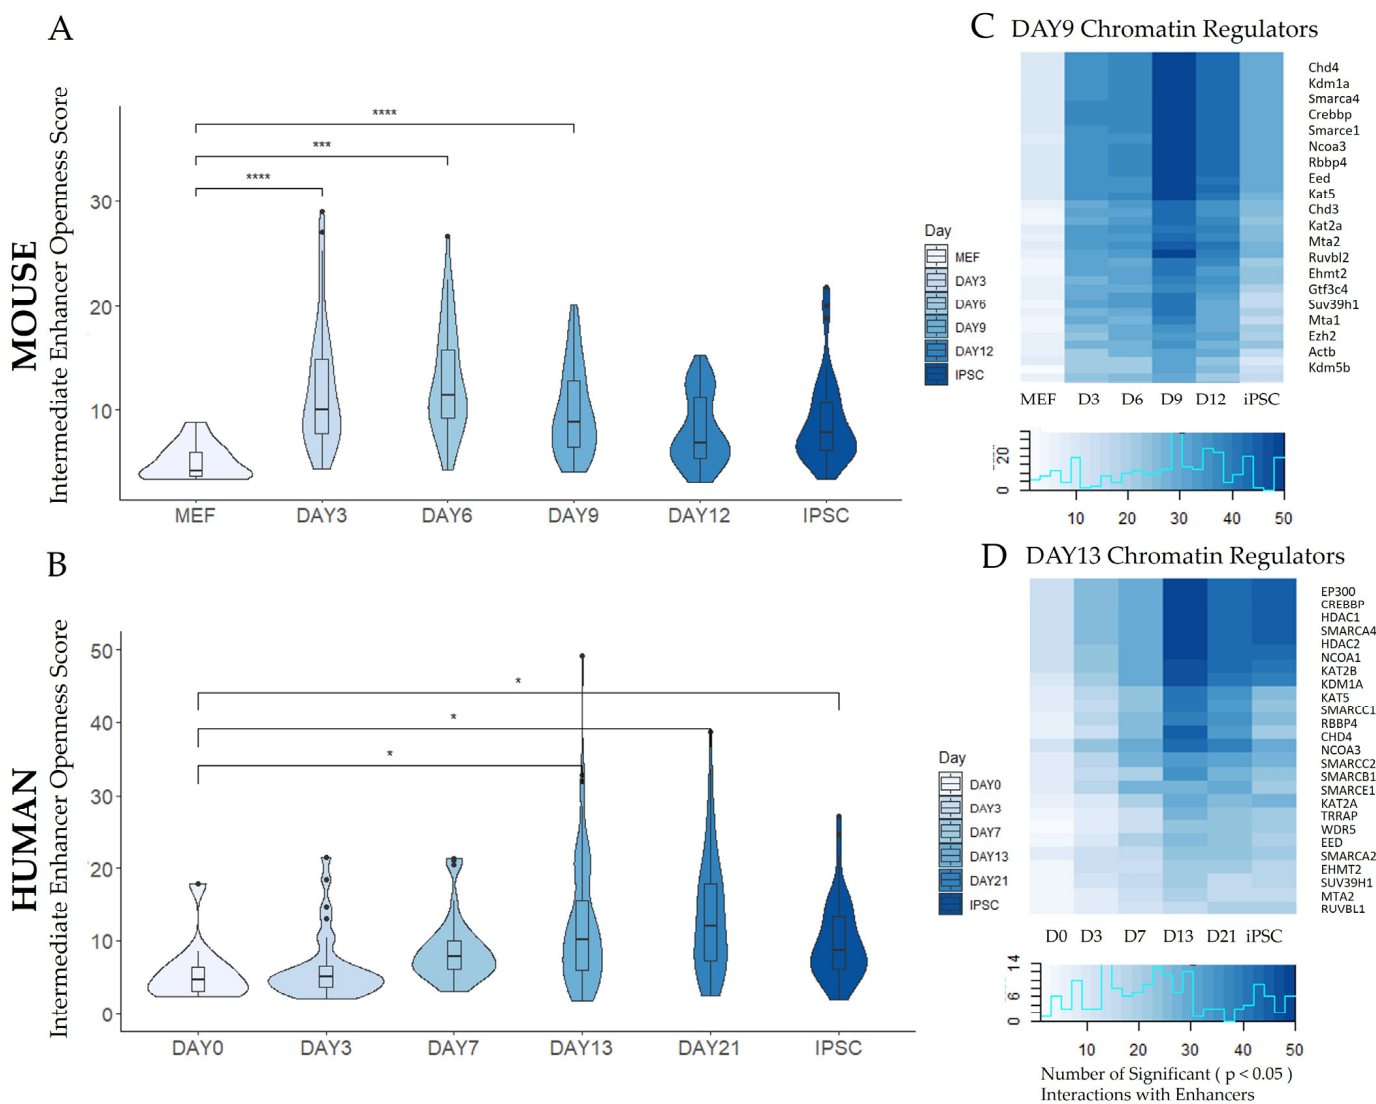 A
MOUSE
Intermediate Enhancer Openness Score
30
20
10
****
***
****
MEF
DAY3
DAY6
DAY9
DAY12
IPSC
Day
MEF
DAY3
DAY6
DAY9
DAY12
IPSC
C
DAY9 Chromatin Regulators
Chd4
Kdm1a
Smarca4
Crebbp
Smarce1
Ncoa3
Rbbp4
Eed
Kat5
Chd3
Kat2a
Mta2
Ruvbl2
Ehmt2
Gtf3c4
Suv39h1
Mta1
Ezh2
Actb
Kdm5b
MEF D3 D6 D9 D12 iPSC
20
0
10 20 30 40 50
B
HUMAN
Intermediate Enhancer Openness Score
50
40
30
20
10
0
*
*
*
DAY0
DAY3
DAY7
DAY13
DAY21
IPSC
Day
DAY0
DAY3
DAY7
DAY13
DAY21
IPSC
D
DAY13 Chromatin Regulators
EP300
CREBBP
HDAC1
SMARCA4
HDAC2
NCOA1
KAT2B
KDM1A
KAT5
SMARCC1
RBBP4
CHD4
NCOA3
SMARCC2
SMARCB1
SMARCE1
KAT2A
TRRAP
WDR5
EED
SMARCA2
EHMT2
SUV39H1
MTA2
RUVBL1
D0 D3 D7 D13 D21 iPSC
14
6
0
10 20 30 40 50
Number of Significant ( p < 0.05 )
Interactions with Enhancers